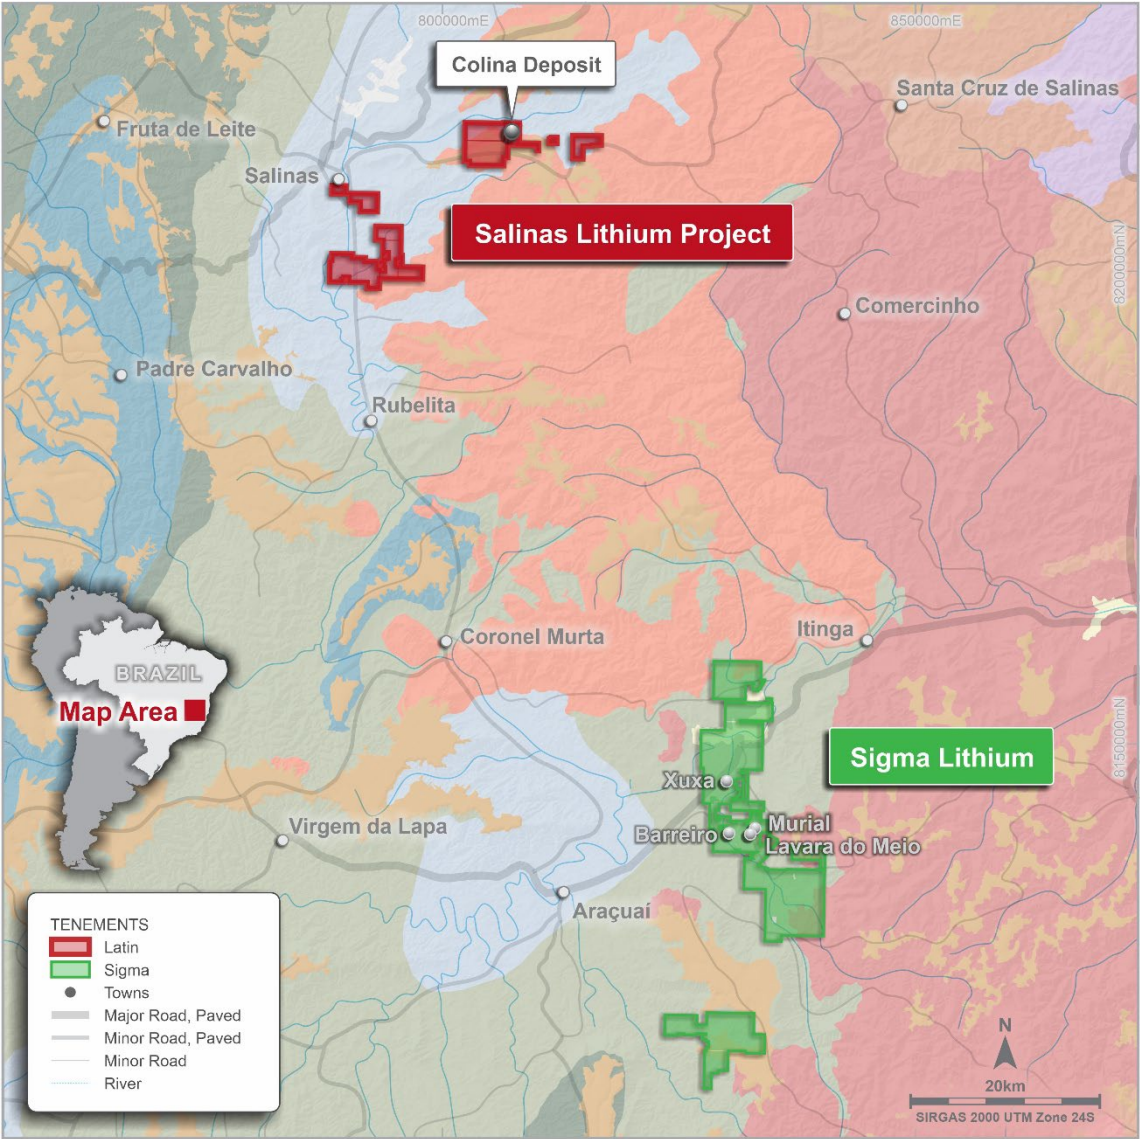 800000mE
850000mE
Colina Deposit
Santa Cruz de Salinas
Fruta de Leite
Salinas
Salinas Lithium Project
8200000mN
Comercinho
Padre Carvalho
Rubelita
Coronel Murta
Itinga
BRAZIL
Map Area
8150000mN
Sigma Lithium
Xuxa
Murial
Barreiro
Lavara do Meio
Virgem da Lapa
Araçuaí
TENEMENTS
Latin
Sigma
Towns
Major Road, Paved
Minor Road, Paved
Minor Road
River
N
20km
SIRGAS 2000 UTM Zone 24S